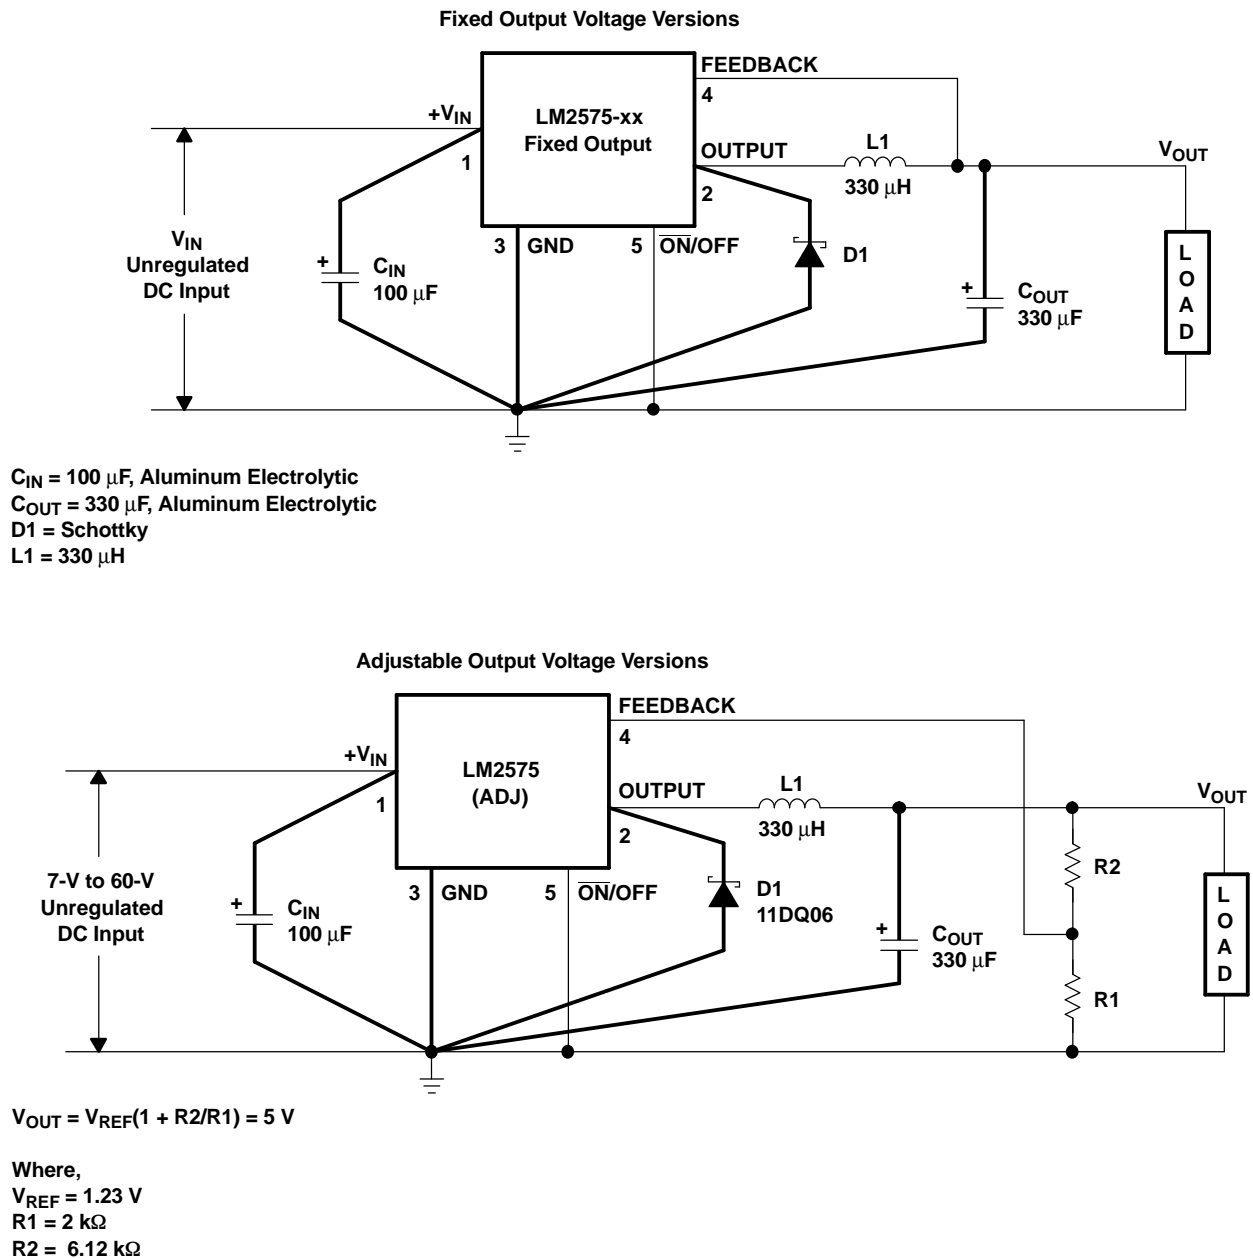 Fixed Output Voltage Versions
FEEDBACK
4
+VIN
LM2575-xx
Fixed Output
1
OUTPUT
2
L1
330 μH
VOUT
3 GND
5 ON/OFF
VIN
Unregulated
DC Input
+
CIN
100 μF
D1
+
COUT
330 μF
LOAD
CIN = 100 μF, Aluminum Electrolytic
COUT = 330 μF, Aluminum Electrolytic
D1 = Schottky
L1 = 330 μH
Adjustable Output Voltage Versions
FEEDBACK
4
+VIN
LM2575
(ADJ)
1
OUTPUT
2
L1
330 μH
VOUT
3 GND
5 ON/OFF
7-V to 60-V
Unregulated
DC Input
+
CIN
100 μF
D1
11DQ06
+
COUT
330 μF
R2
R1
LOAD
VOUT = VREF(1 + R2/R1) = 5 V
Where,
VREF = 1.23 V
R1 = 2 kΩ
R2 = 6.12 kΩ